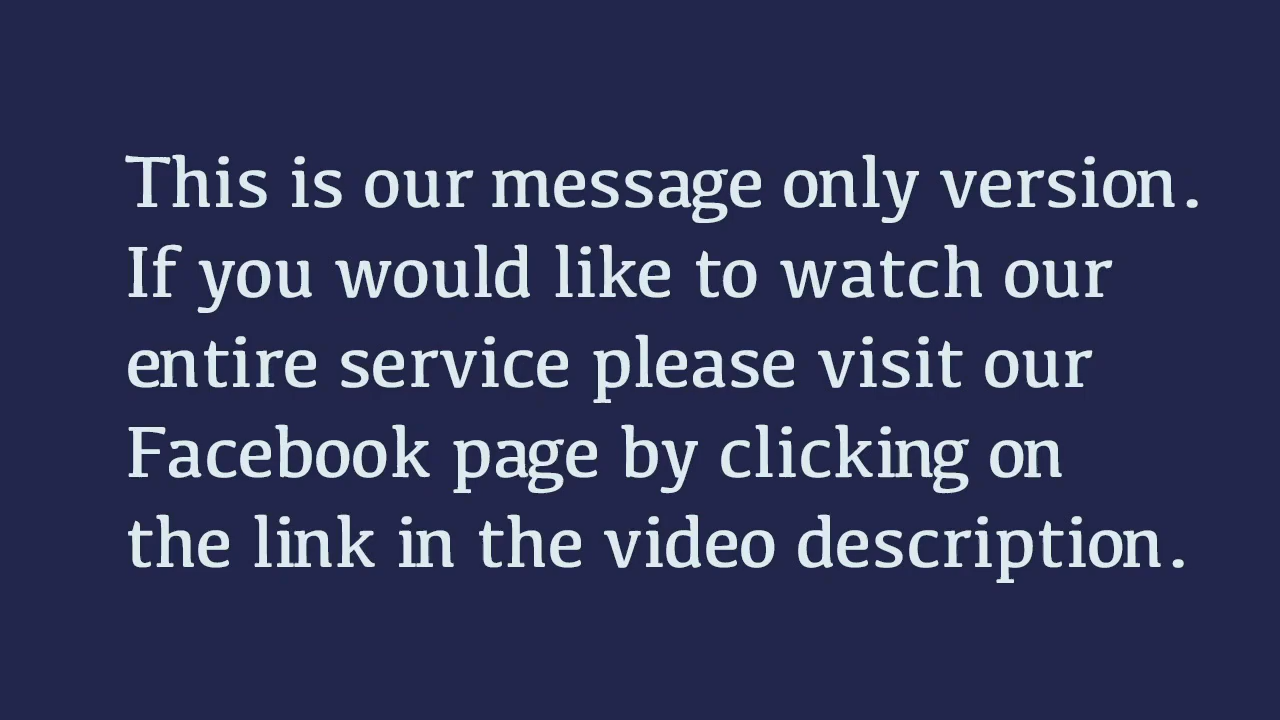 This is our message only version.
If you would like to watch our
entire service please visit our
Facebook page by clicking on
the link in the video description.